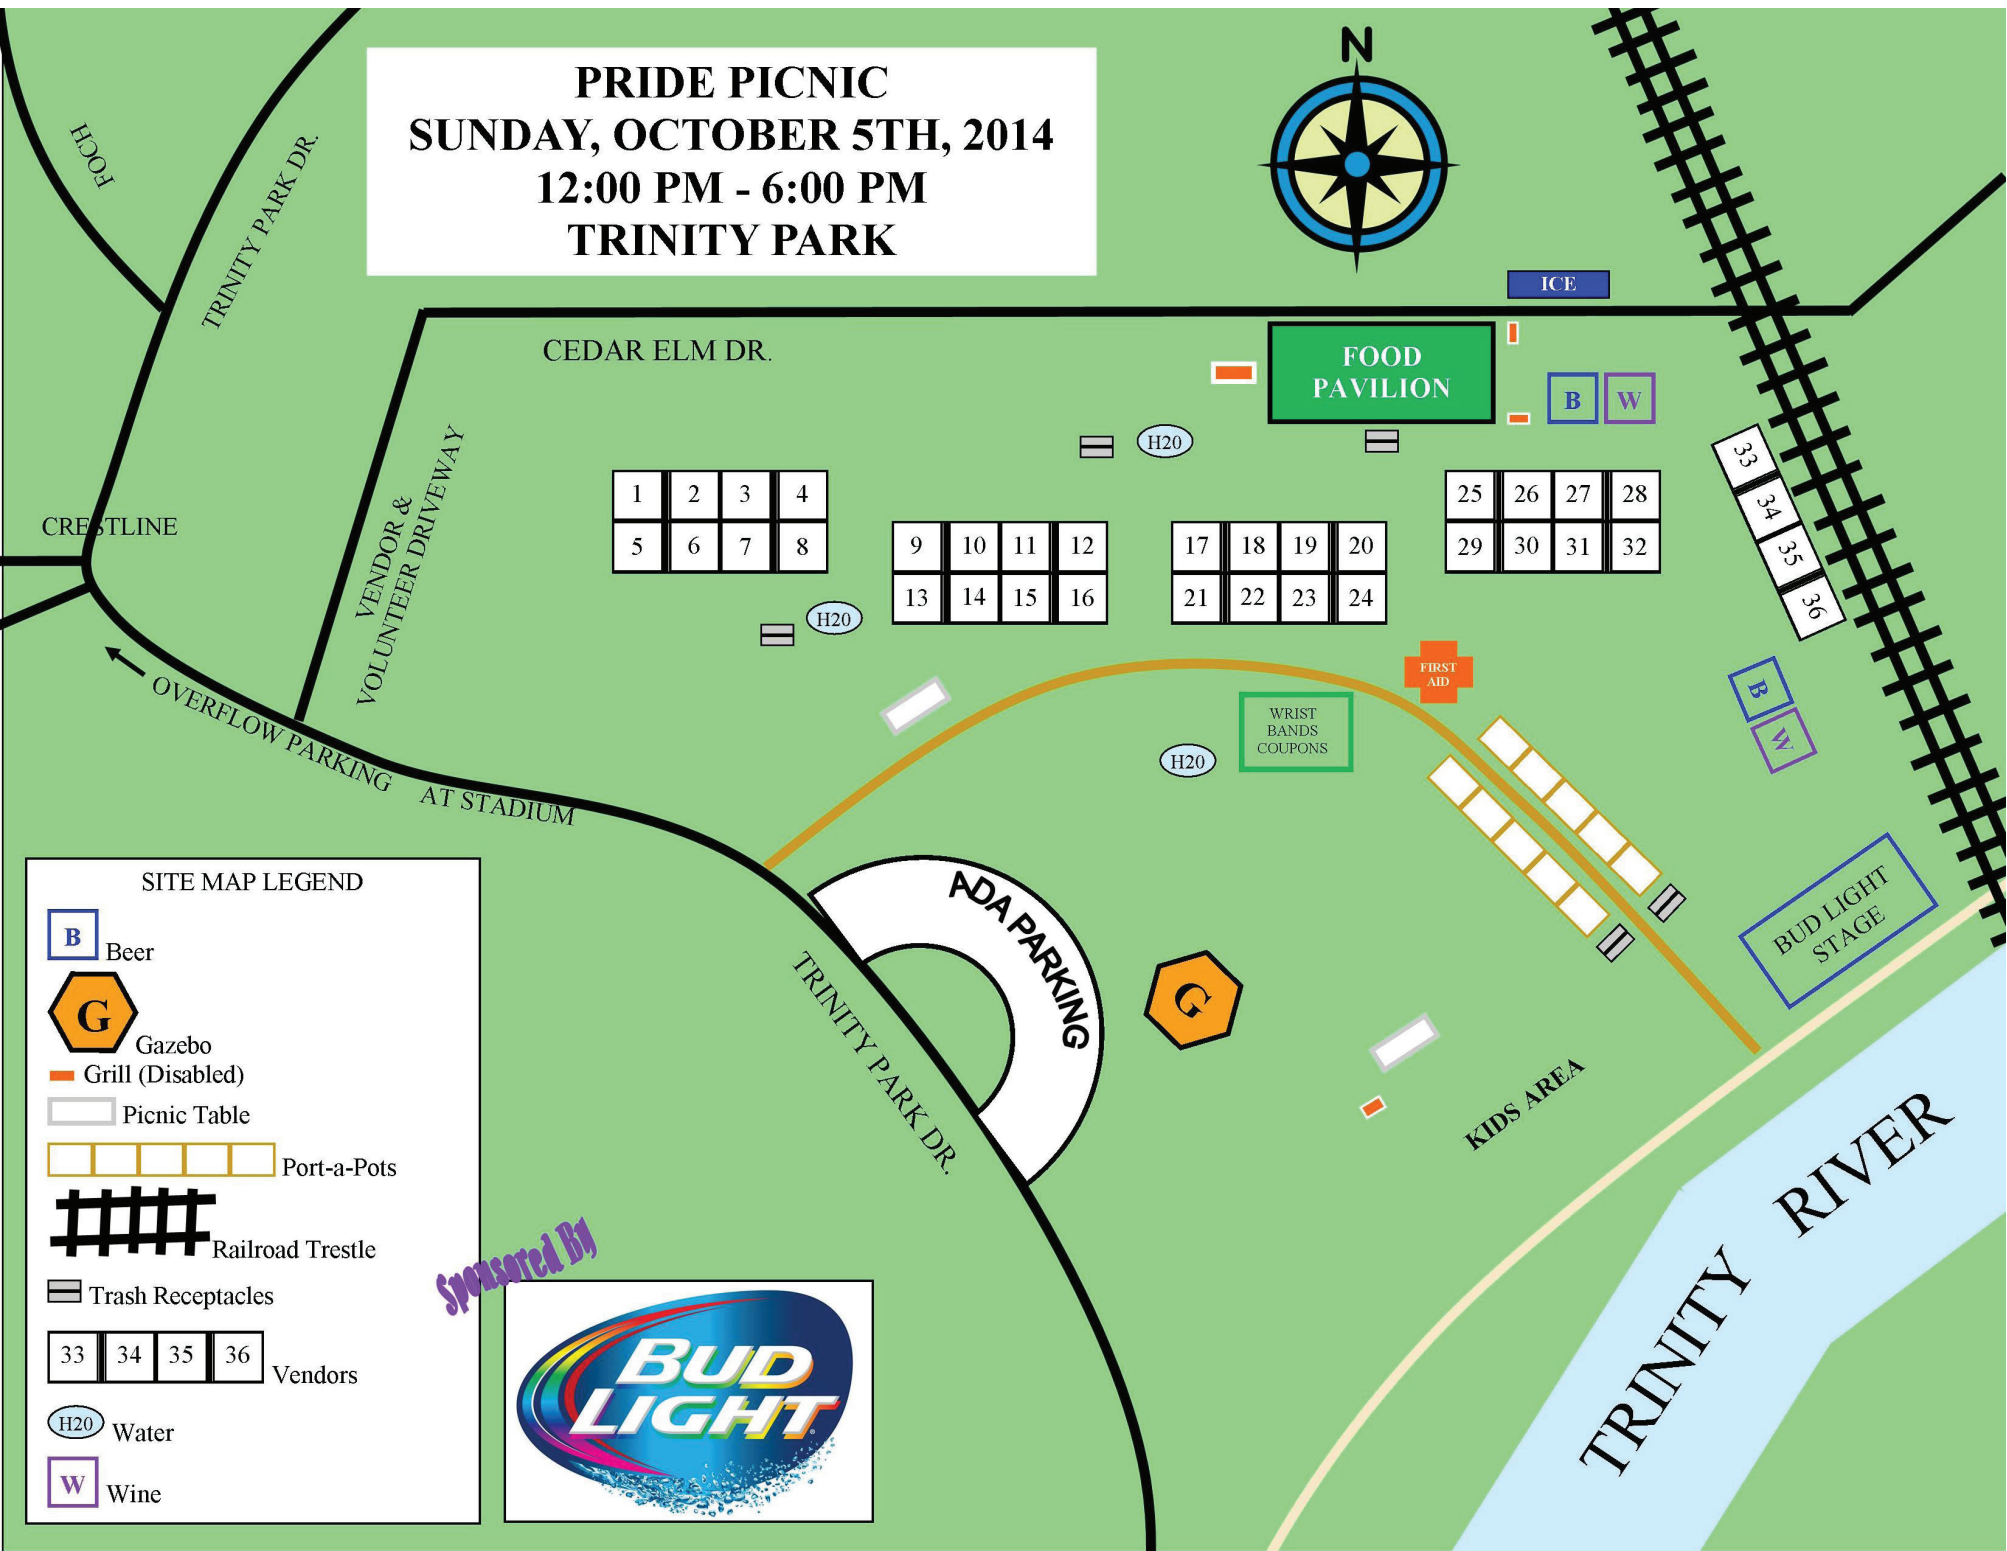 PRIDE PICNIC
SUNDAY, OCTOBER 5TH, 2014
12:00 PM - 6:00 PM
TRINITY PARK
N
FOCH
TRINITY PARK DR.
ICE
CEDAR ELM DR.
FOOD
PAVILION
B W
H20
1 2 3 4
5 6 7 8
9 10 11 12
13 14 15 16
17 18 19 20
21 22 23 24
25 26 27 28
29 30 31 32
33
34
35
36
CRESTLINE
VENDOR &
VOLUNTEER DRIVEWAY
H20
FIRST
AID
WRIST
BANDS
COUPONS
H20
B
W
OVERFLOW PARKING AT STADIUM
BUD LIGHT
STAGE
ADA PARKING
TRINITY PARK DR.
G
KIDS AREA
TRINITY RIVER
SITE MAP LEGEND
B Beer
G Gazebo
Grill (Disabled)
Picnic Table
Port-a-Pots
Railroad Trestle
Trash Receptacles
33 34 35 36 Vendors
H20 Water
W Wine
Sponsored By
BUD
LIGHT